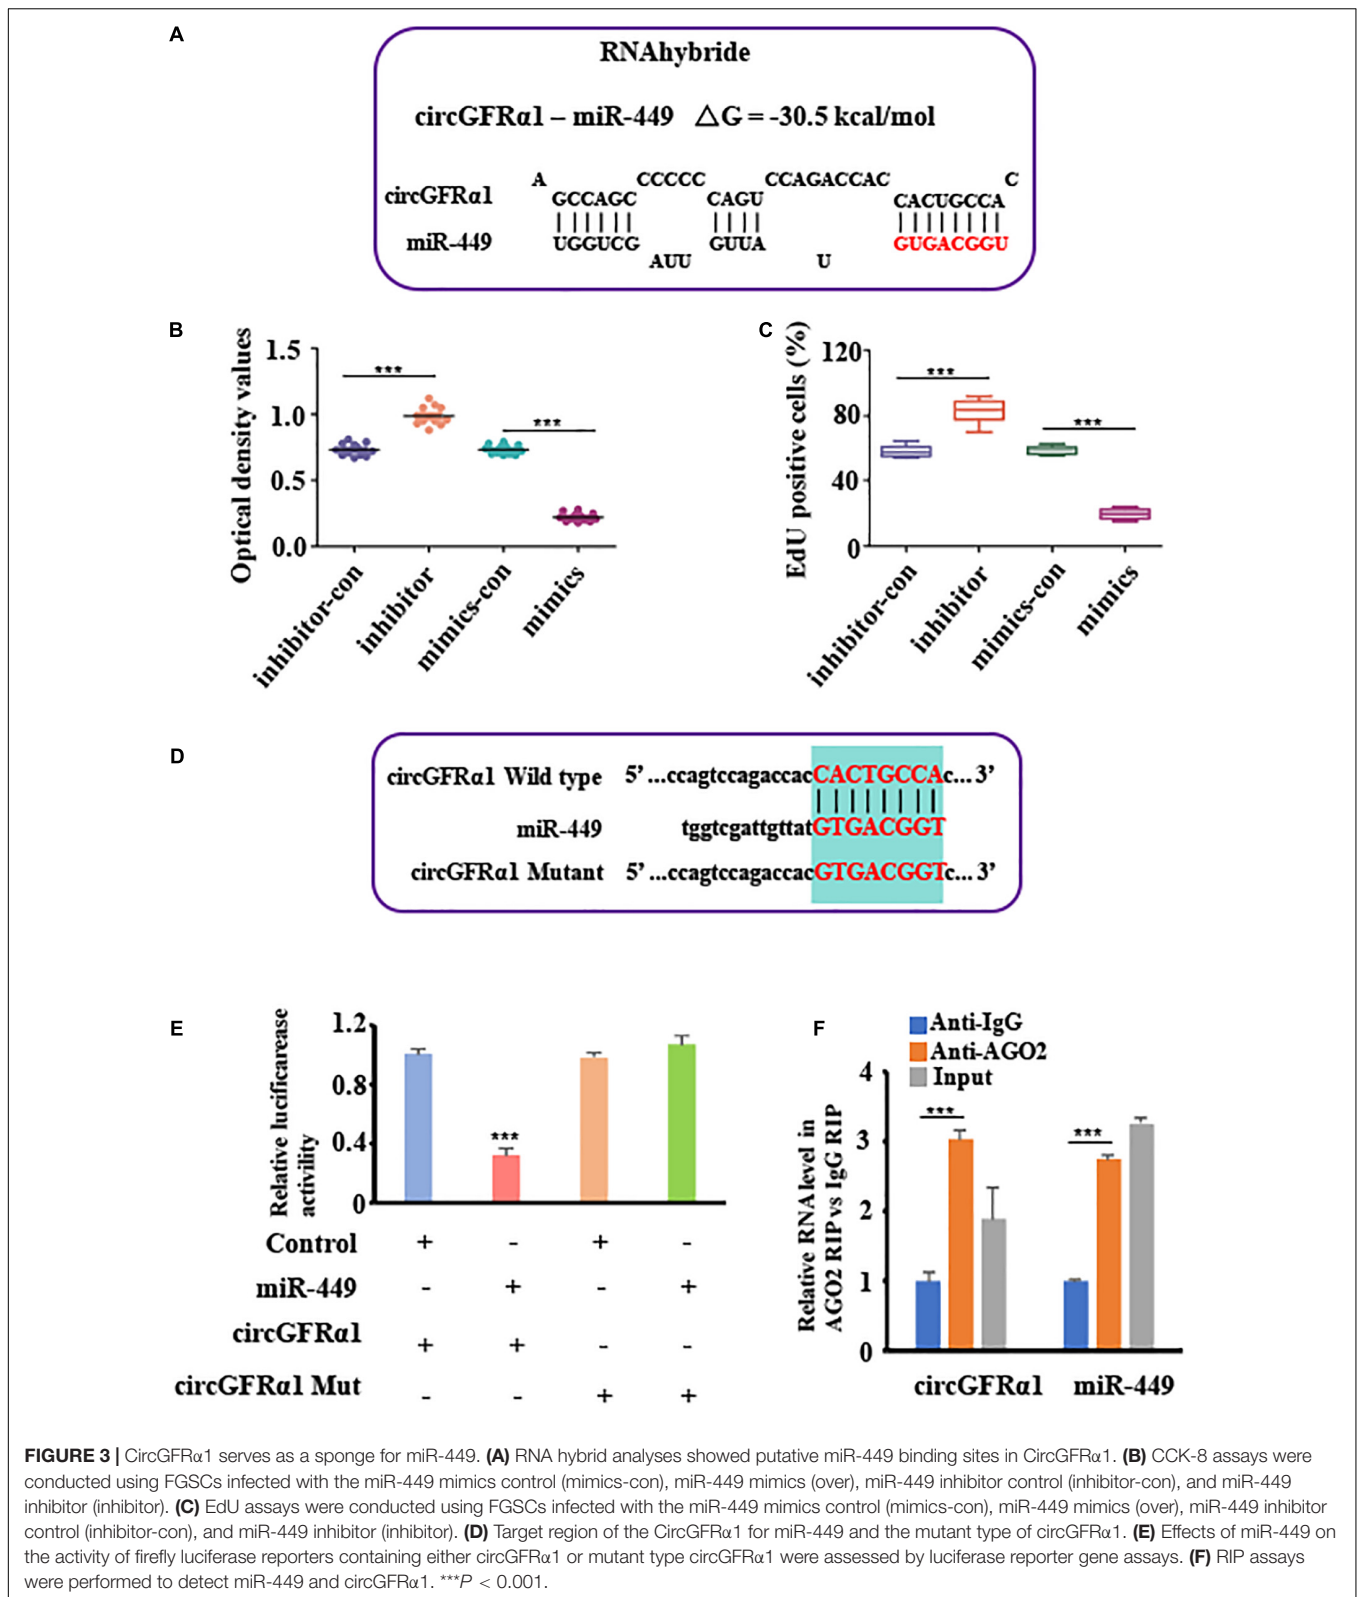 A
RNAhybride
circGFRα1 – miR-449 △G = -30.5 kcal/mol
A CCCCC CCAGACCAC C
circGFRα1 GCCAGC CAGU CACUGCCA
miR-449 UGGUCG GUUA GUGACGGU
AUU U
B
Optical density values
1.5
1.0
0.5
0.0
***
***
inhibitor-con
inhibitor
mimics-con
mimics
C
EdU positive cells (%)
120
80
40
0
***
***
inhibitor-con
inhibitor
mimics-con
mimics
D
circGFRα1 Wild type 5’ ...ccagtccagaccacCACTGCCAc... 3’
miR-449 tggtcgattgttatGTGACGGT
circGFRα1 Mutant 5’ ...ccagtccagaccacGTGACGGTc... 3’
E
Relative lucifcarease
activility
1.2
0.8
0.4
0
***
Control + - + -
miR-449 - + - +
circGFRα1 + + - -
circGFRα1 Mut - - + +
F
Anti-IgG
Anti-AGO2
Input
Relative RNA level in
AGO2 RIP vs IgG RIP
4
3
2
1
0
***
***
circGFRα1 miR-449
FIGURE 3 | CircGFRα1 serves as a sponge for miR-449. (A) RNA hybrid analyses showed putative miR-449 binding sites in CircGFRα1. (B) CCK-8 assays were
conducted using FGSCs infected with the miR-449 mimics control (mimics-con), miR-449 mimics (over), miR-449 inhibitor control (inhibitor-con), and miR-449
inhibitor (inhibitor). (C) EdU assays were conducted using FGSCs infected with the miR-449 mimics control (mimics-con), miR-449 mimics (over), miR-449 inhibitor
control (inhibitor-con), and miR-449 inhibitor (inhibitor). (D) Target region of the CircGFRα1 for miR-449 and the mutant type of circGFRα1. (E) Effects of miR-449 on
the activity of firefly luciferase reporters containing either circGFRα1 or mutant type circGFRα1 were assessed by luciferase reporter gene assays. (F) RIP assays
were performed to detect miR-449 and circGFRα1. ***P < 0.001.